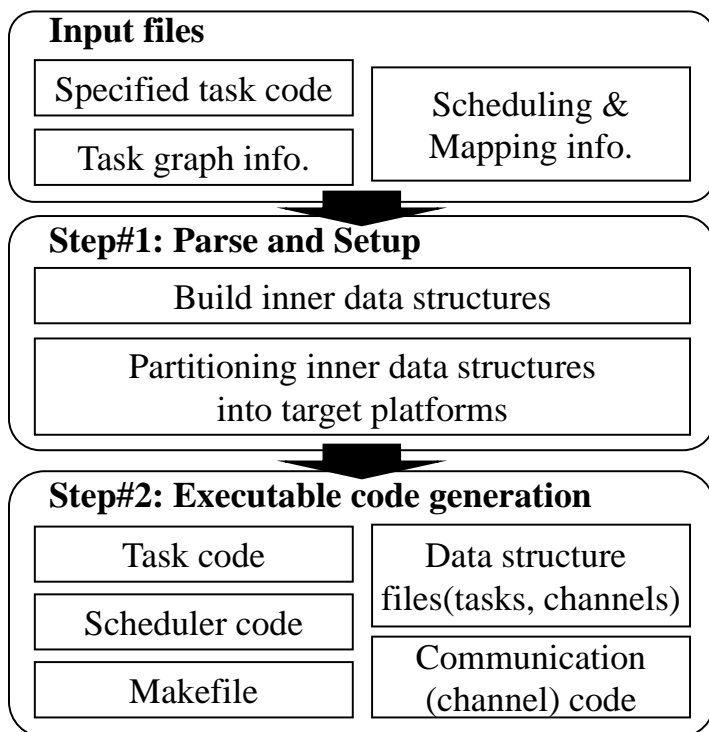 Input files
Specified task code
Task graph info.
Scheduling &
Mapping info.
Step#1: Parse and Setup
Build inner data structures
Partitioning inner data structures
into target platforms
Step#2: Executable code generation
Task code
Scheduler code
Makefile
Data structure
files(tasks, channels)
Communication
(channel) code